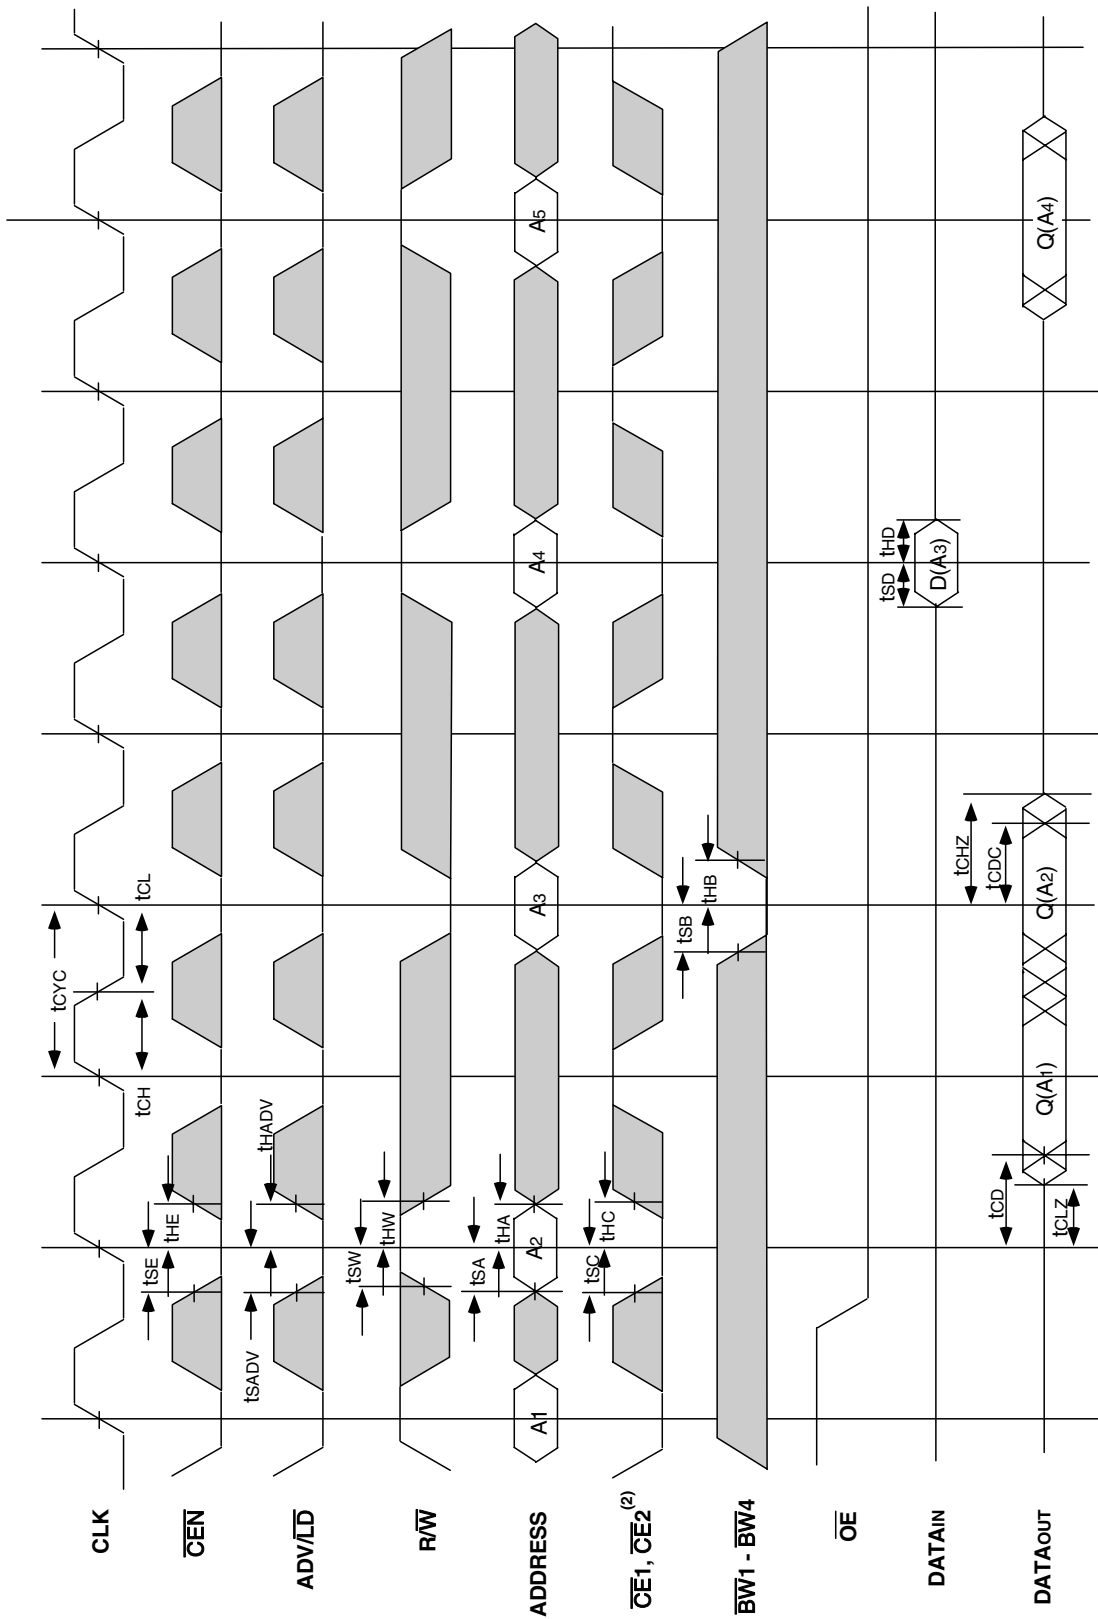 CLK
tCYC
tCH
tCL
CEN
tSE
tHE
ADV/LD
tSADV
tHADV
R/W
tSW
tHW
ADDRESS
A1
tSA
tHA
A2
A3
A4
A5
CE1, CE2(2)
tSC
tHC
BW1 - BW4
tSB
tHB
OE
DATAIN
tSD
tHD
D(A3)
DATAOUT
tCD
tCLZ
Q(A1)
Q(A2)
tCHZ
tCDC
Q(A4)